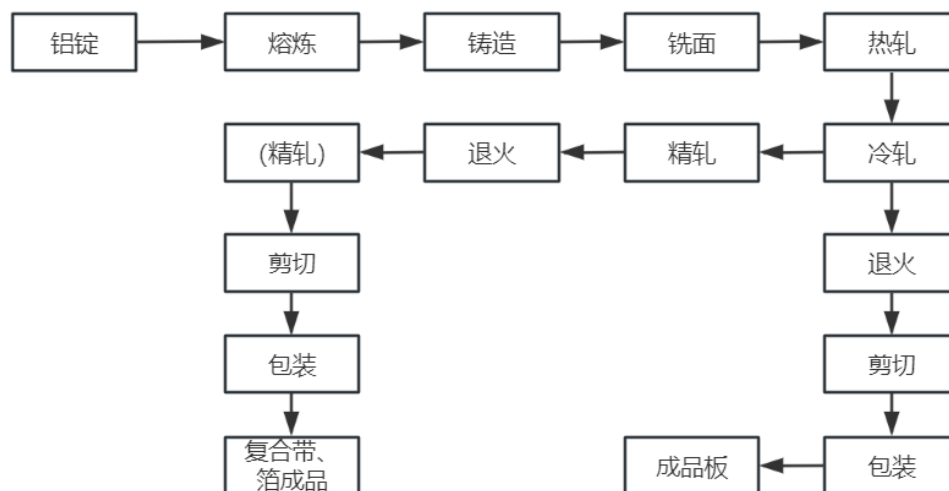 铝锭
熔炼
铸造
铣面
热轧
(精轧)
退火
精轧
冷轧
剪切
退火
包装
剪切
复合带、
箔成品
成品板
包装